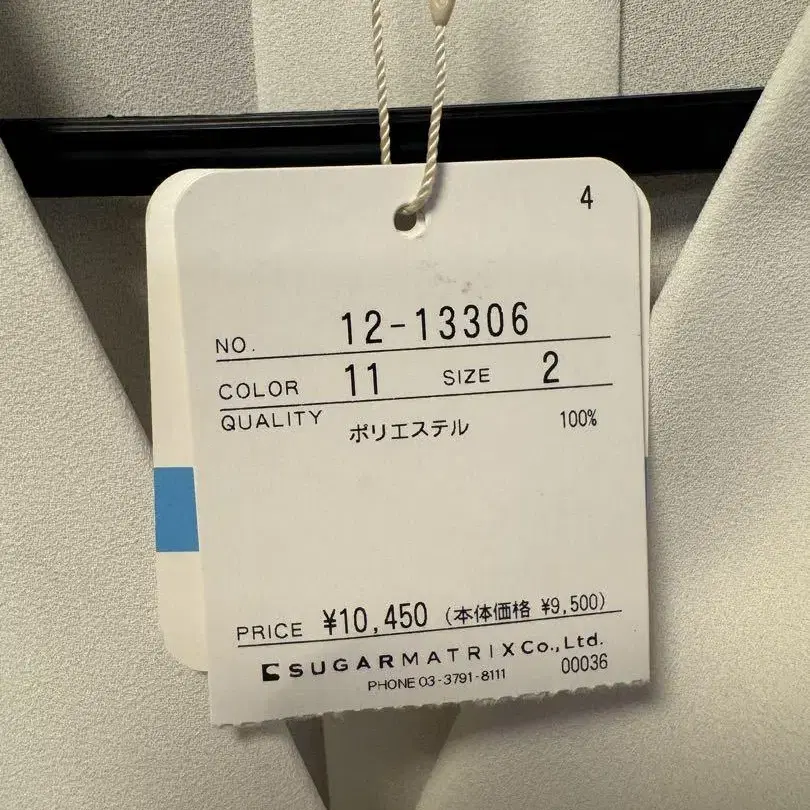 4
NO. 12-13306
COLOR 11 SIZE 2
QUALITY ポリエステル 100%
PRICE ¥10,450 (本体価格 ¥9,500)
SUGARMATRIX Co., Ltd.
PHONE 03-3791-8111 00036